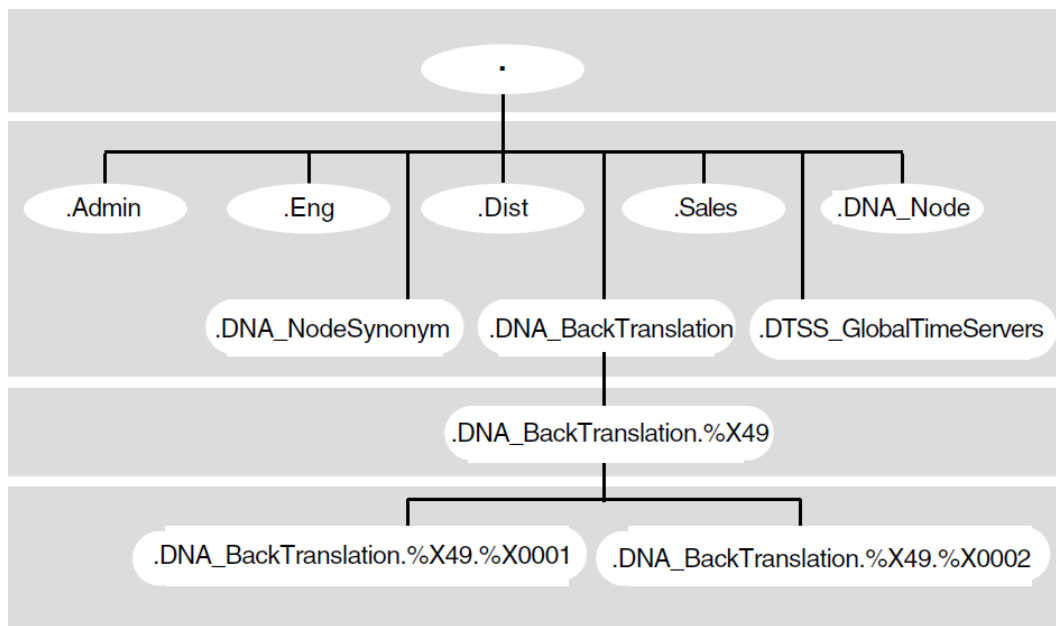 .
.Admin
.Eng
.Dist
.Sales
.DNA_Node
.DNA_NodeSynonym
.DNA_BackTranslation
.DTSS_GlobalTimeServers
.DNA_BackTranslation.%X49
.DNA_BackTranslation.%X49.%X0001
.DNA_BackTranslation.%X49.%X0002